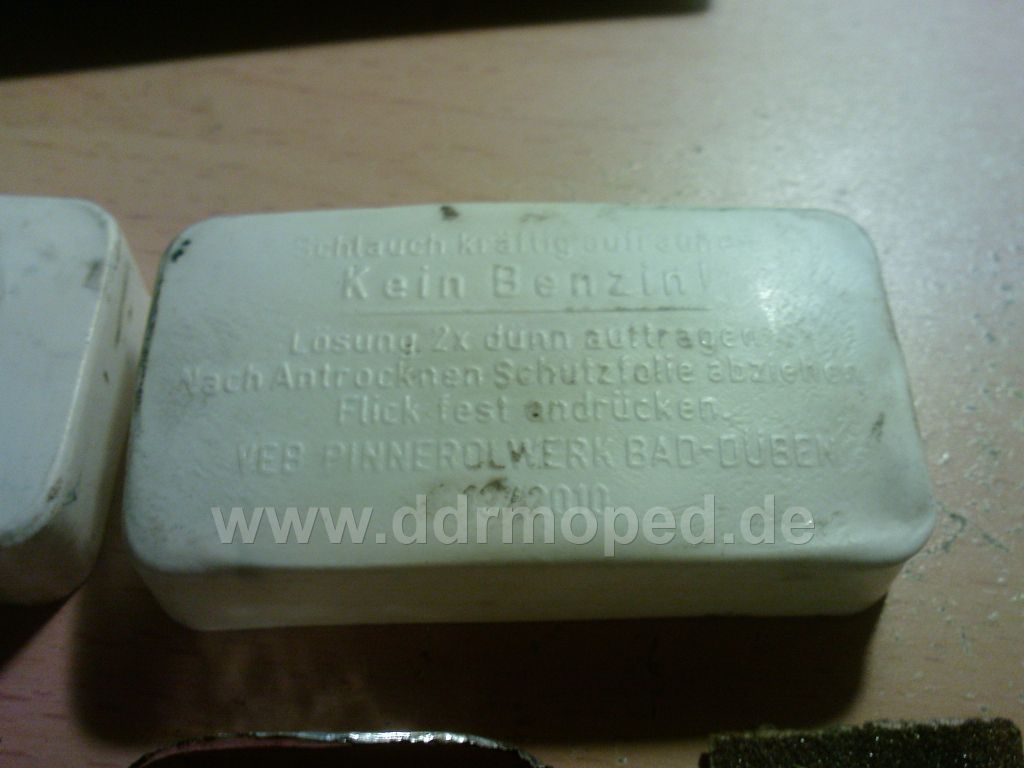 Schlauch kräftig aufrauhen
Kein Benzin!
Lösung 2x dünn auftragen
Nach Antrocknen Schutzfolie abziehen
Flick fest andrücken.
VEB PINNEROLWERK BAD-DÜBEN
2010
www.ddrmoped.de